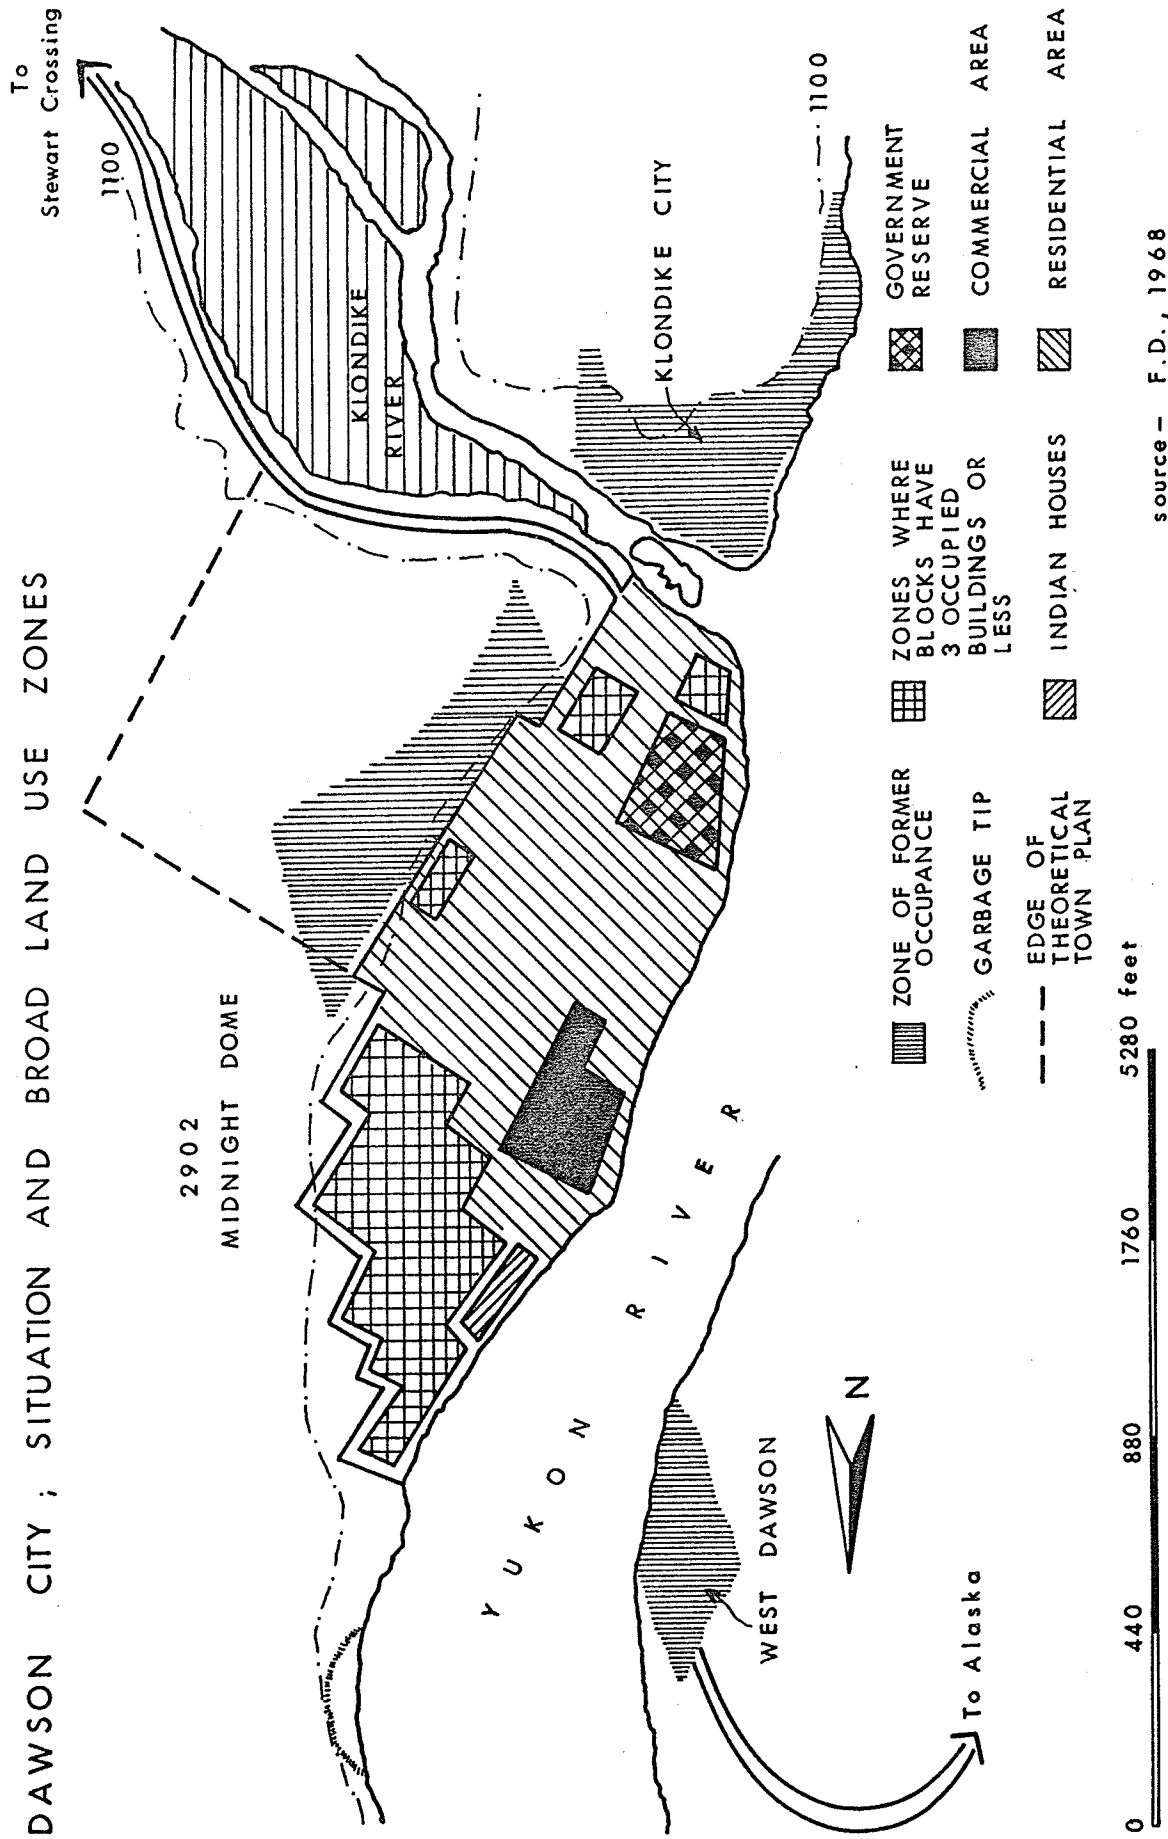 DAWSON CITY ; SITUATION AND BROAD LAND USE ZONES
To
Stewart Crossing
1100
2902
MIDNIGHT DOME
KLONDIKE
RIVER
KLONDIKE CITY
1100
YUKON RIVER
WEST DAWSON
To Alaska
N
ZONE OF FORMER
OCCUPANCE
GARBAGE TIP
EDGE OF
THEORETICAL
TOWN PLAN
ZONES WHERE
BLOCKS HAVE
3 OCCUPIED
BUILDINGS OR
LESS
INDIAN HOUSES
GOVERNMENT
RESERVE
COMMERCIAL AREA
RESIDENTIAL AREA
0 440 880 1760 5280 feet
source – F.D., 1968